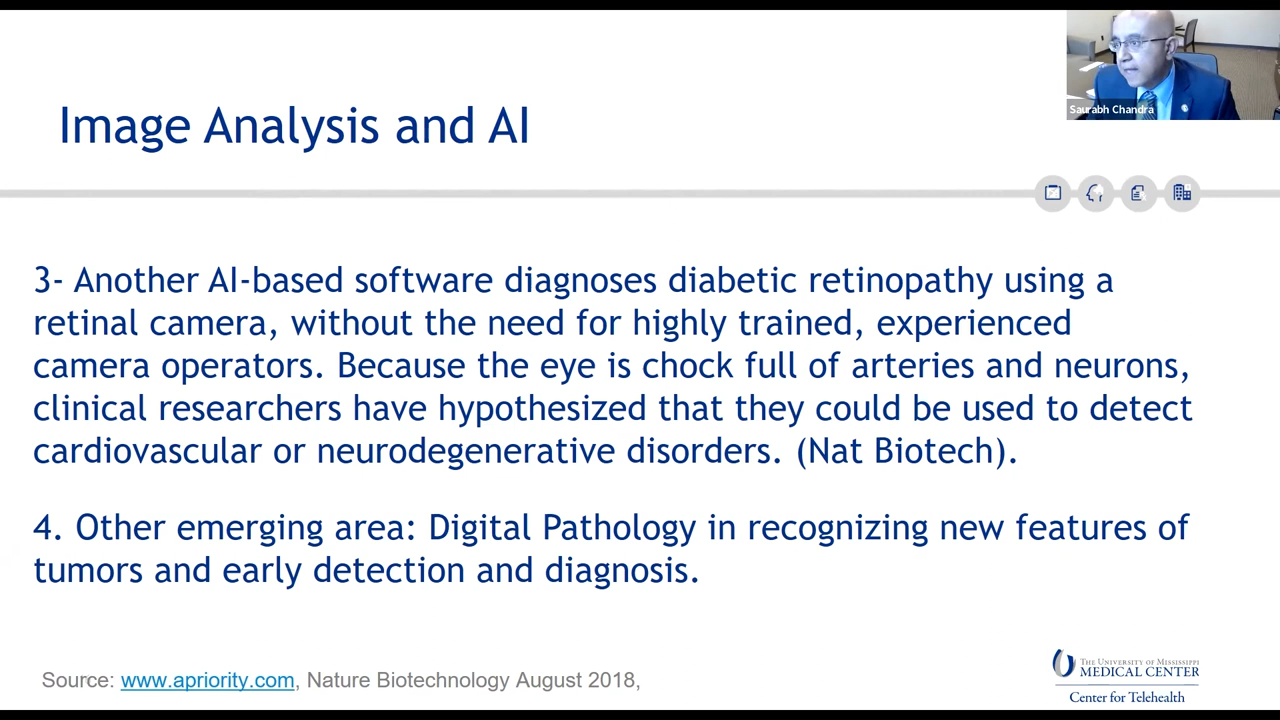 Saurabh Chandra
Image Analysis and AI
3- Another AI-based software diagnoses diabetic retinopathy using a
retinal camera, without the need for highly trained, experienced
camera operators. Because the eye is chock full of arteries and neurons,
clinical researchers have hypothesized that they could be used to detect
cardiovascular or neurodegenerative disorders. (Nat Biotech).
4. Other emerging area: Digital Pathology in recognizing new features of
tumors and early detection and diagnosis.
Source: www.apriority.com, Nature Biotechnology August 2018,
THE UNIVERSITY OF MISSISSIPPI
MEDICAL CENTER
Center for Telehealth